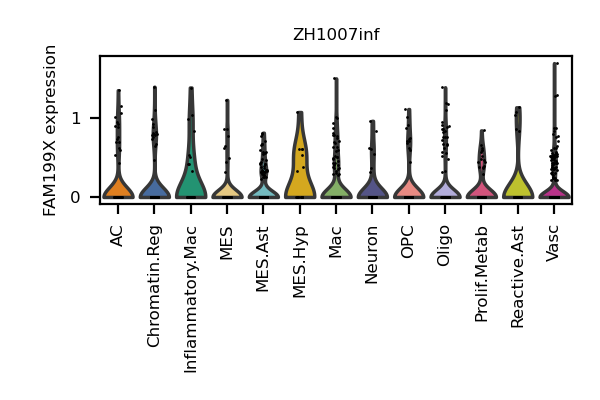 ZH1007inf
FAM199X expression
1
0
AC
Chromatin.Reg
Inflammatory.Mac
MES
MES.Ast
MES.Hyp
Mac
Neuron
OPC
Oligo
Prolif.Metab
Reactive.Ast
Vasc